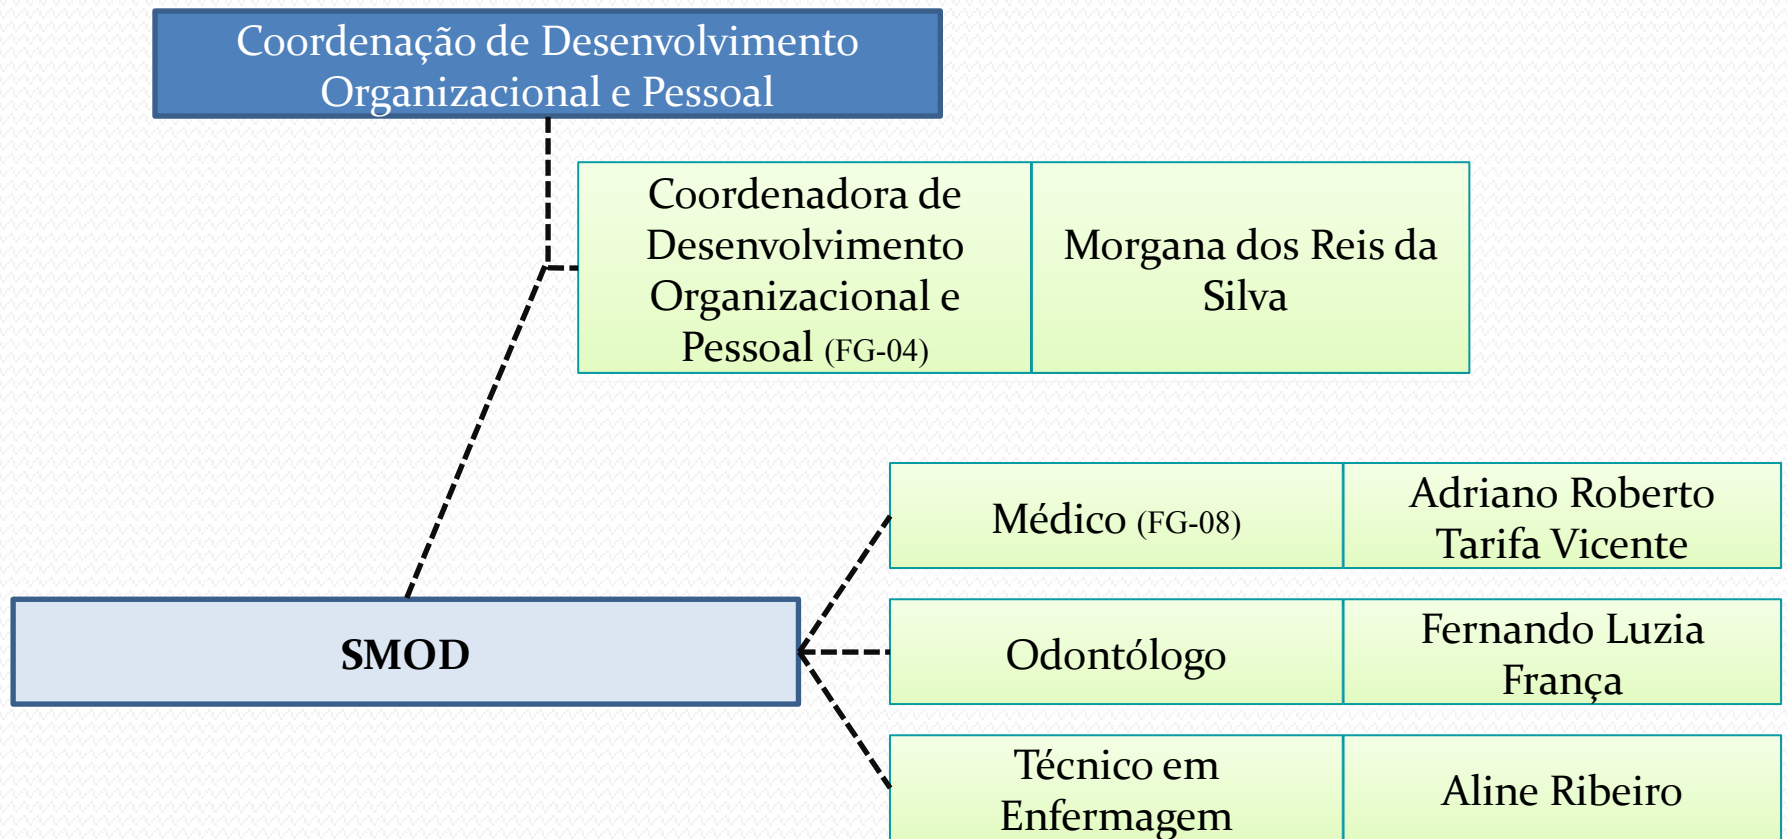 Coordenação de Desenvolvimento
Organizacional e Pessoal
Coordenadora de
Desenvolvimento
Organizacional e
Pessoal (FG-04)
Morgana dos Reis da
Silva
SMOD
Médico (FG-08)
Adriano Roberto
Tarifa Vicente
Odontólogo
Fernando Luzia
França
Técnico em
Enfermagem
Aline Ribeiro